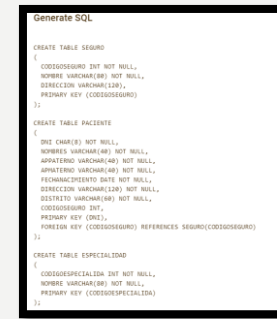 Generate SQL
CREATE TABLE SEGURO
(
CODIGOSEGURO INT NOT NULL,
NOMBRE VARCHAR(80) NOT NULL,
DIRECCION VARCHAR(120),
PRIMARY KEY (CODIGOSEGURO)
);
CREATE TABLE PACIENTE
(
DNI CHAR(8) NOT NULL,
NOMBRES VARCHAR(40) NOT NULL,
APPATERNO VARCHAR(40) NOT NULL,
APMATERNO VARCHAR(40) NOT NULL,
FECHANACIMIENTO DATE NOT NULL,
DIRECCION VARCHAR(120) NOT NULL,
DISTRITO VARCHAR(60) NOT NULL,
CODIGOSEGURO INT,
PRIMARY KEY (DNI),
FOREIGN KEY (CODIGOSEGURO) REFERENCES SEGURO(CODIGOSEGURO)
);
CREATE TABLE ESPECIALIDAD
(
CODIGOESPECIALIDA INT NOT NULL,
NOMBRE VARCHAR(80) NOT NULL,
PRIMARY KEY (CODIGOESPECIALIDA)
);